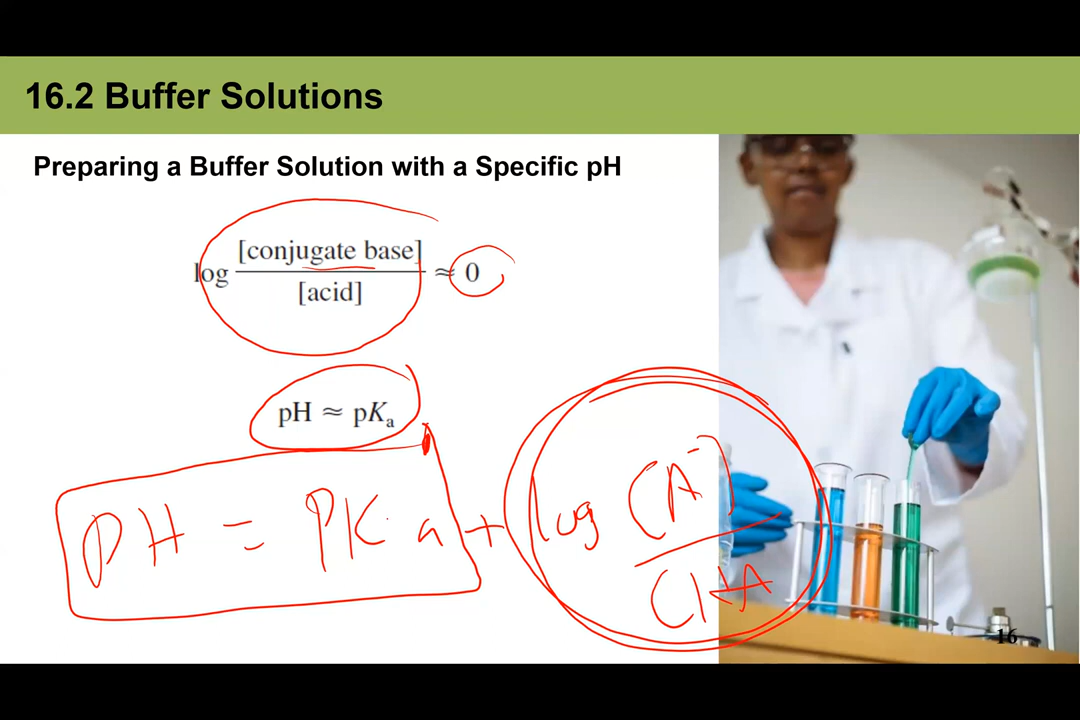 16.2 Buffer Solutions
Preparing a Buffer Solution with a Specific pH
log [conjugate base] / [acid] ≈ 0
pH ≈ pKₐ
PH = PKa + log [A⁻] / [HA
16